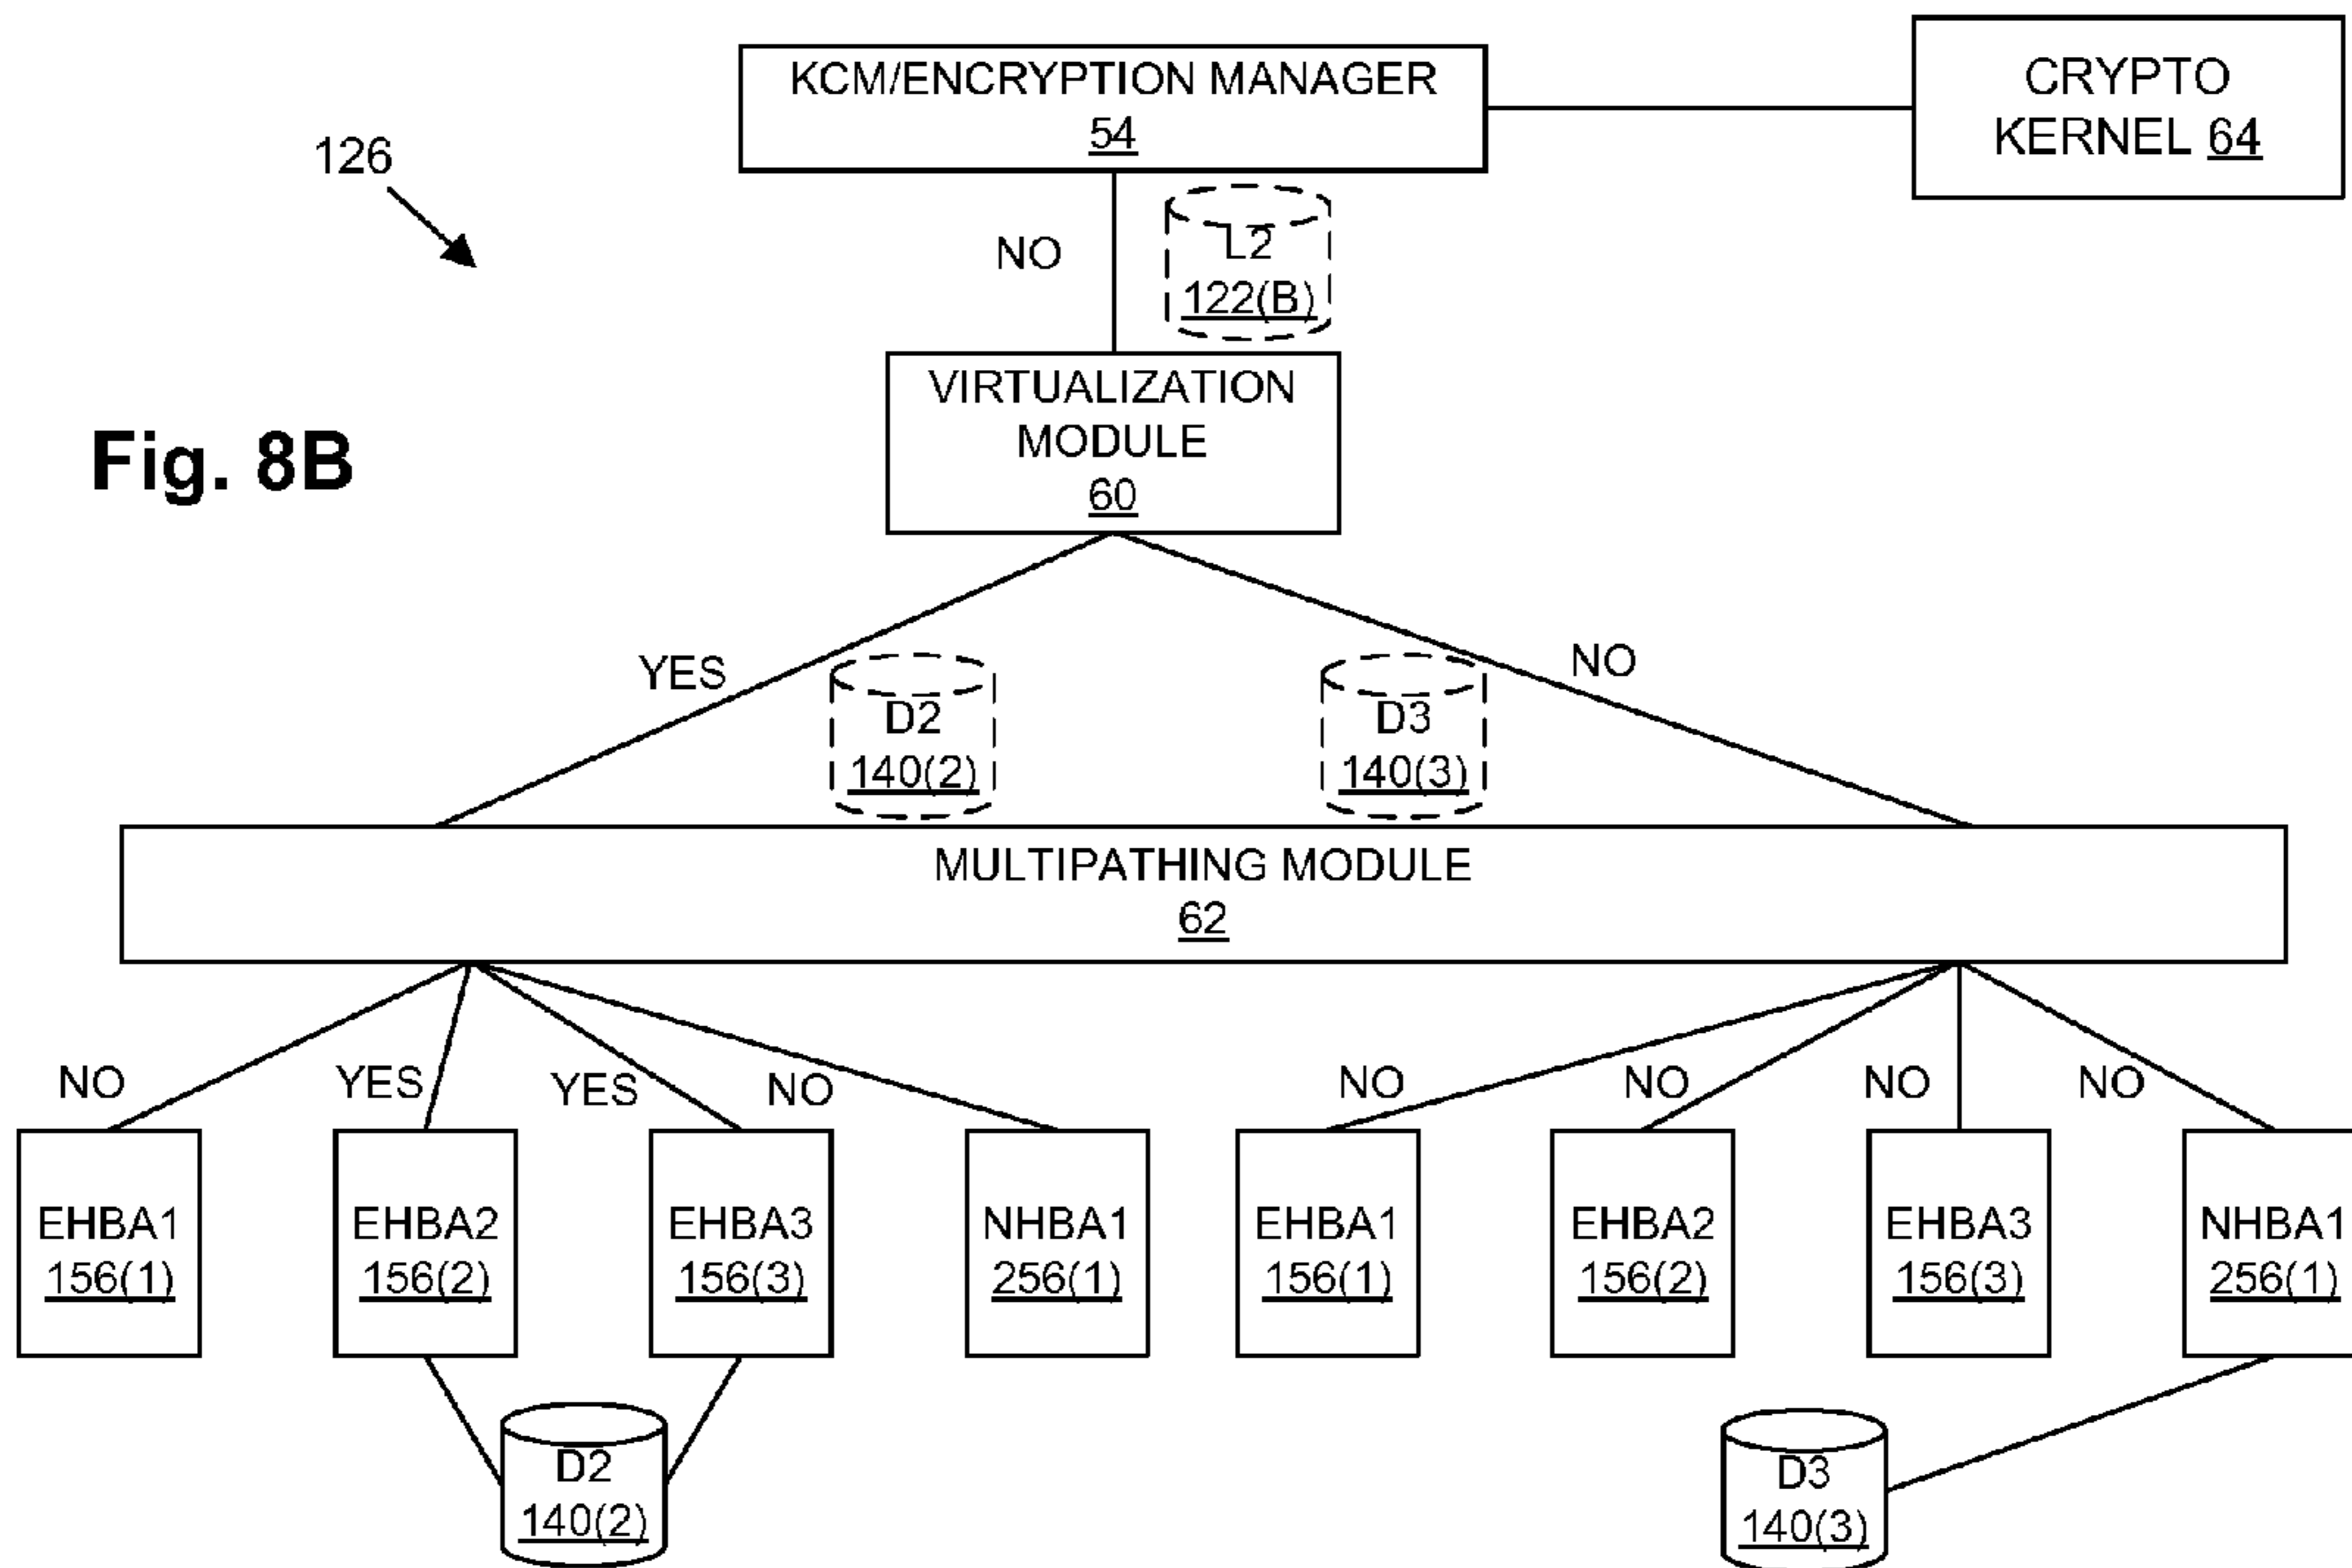 KCM/ENCRYPTION MANAGER
54
CRYPTO
KERNEL 64
126
NO
L2
122(B)
VIRTUALIZATION
MODULE
60
Fig. 8B
YES
D2
140(2)
D3
140(3)
NO
MULTIPATHING MODULE
62
NO
YES
YES
NO
NO
NO
NO
NO
EHBA1
156(1)
EHBA2
156(2)
EHBA3
156(3)
NHBA1
256(1)
EHBA1
156(1)
EHBA2
156(2)
EHBA3
156(3)
NHBA1
256(1)
D2
140(2)
D3
140(3)